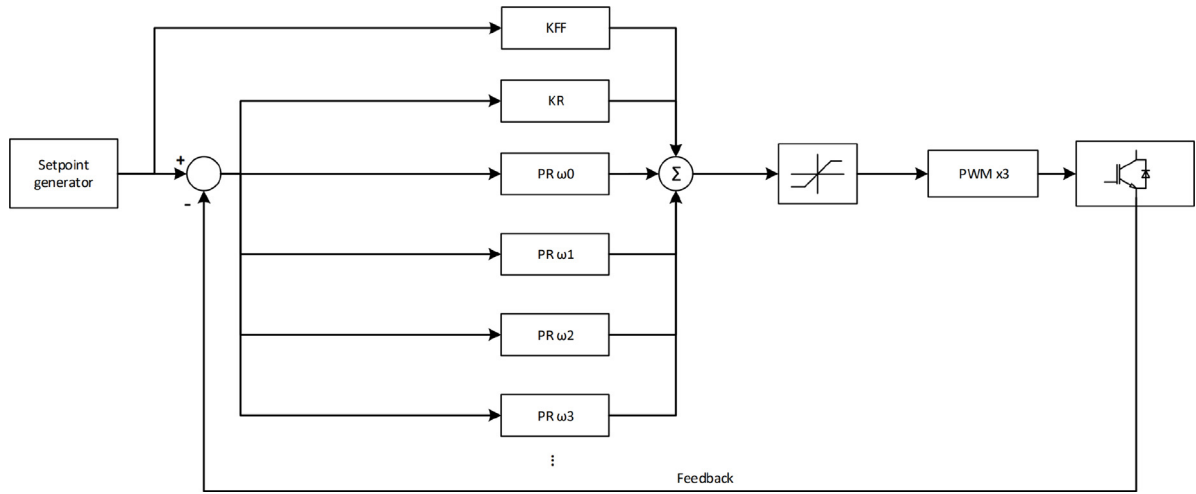 KFF
KR
Setpoint
generator
+
-
PR ω0
Σ
PWM x3
PR ω1
PR ω2
PR ω3
⋮
Feedback